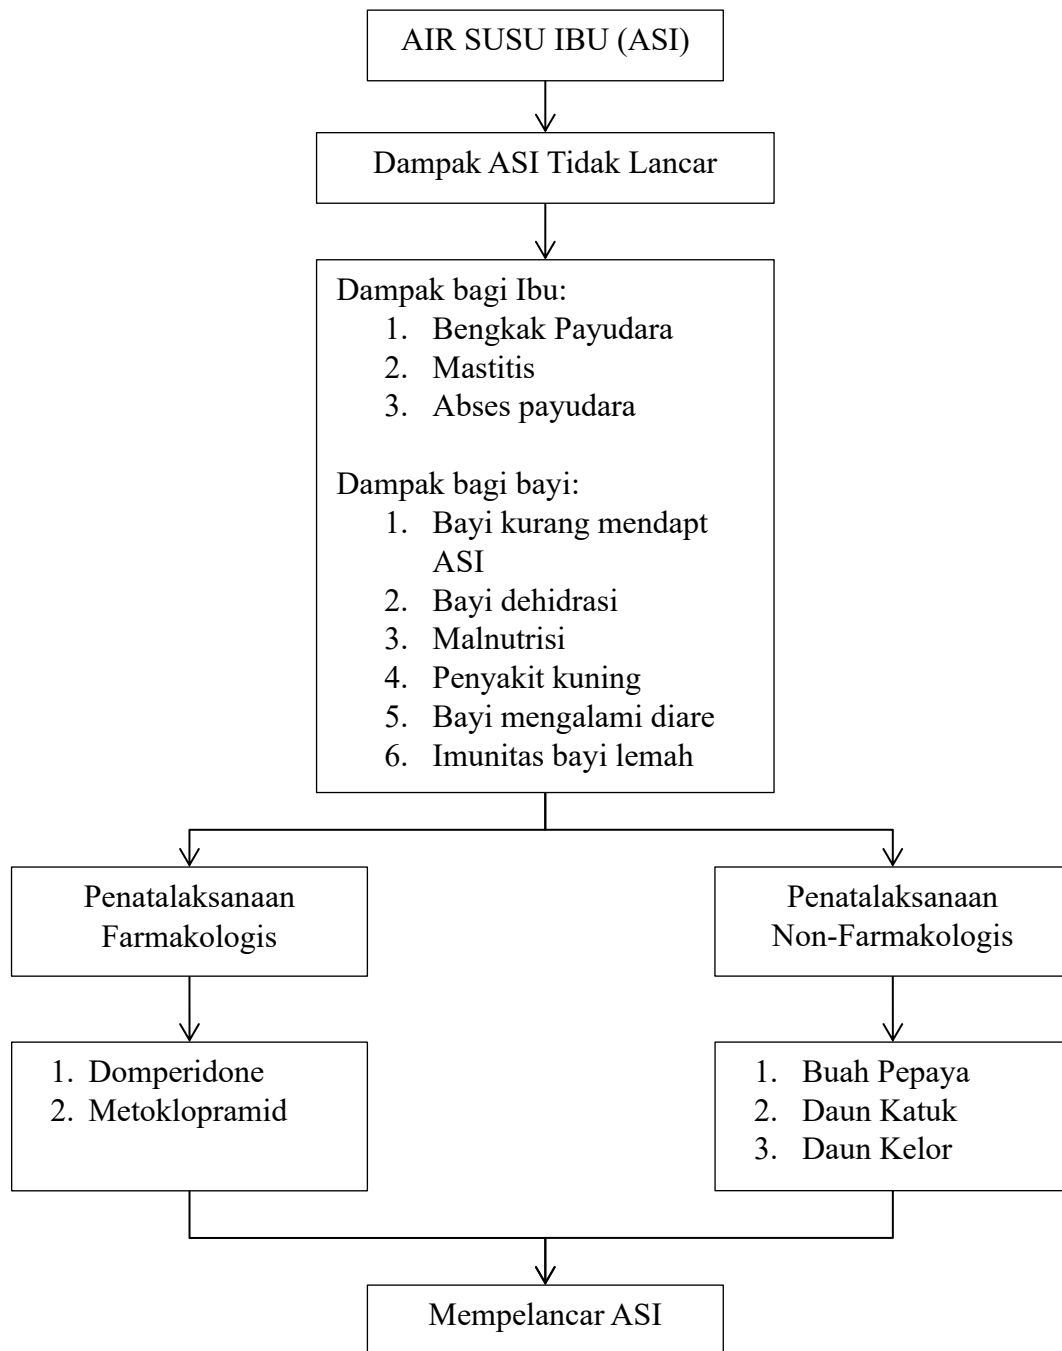 AIR SUSU IBU (ASI)
Dampak ASI Tidak Lancar
Dampak bagi Ibu:
1. Bengkak Payudara
2. Mastitis
3. Abses payudara
Dampak bagi bayi:
1. Bayi kurang mendapt
ASI
2. Bayi dehidrasi
3. Malnutrisi
4. Penyakit kuning
5. Bayi mengalami diare
6. Imunitas bayi lemah
Penatalaksanaan
Farmakologis
Penatalaksanaan
Non-Farmakologis
1. Domperidone
2. Metoklopramid
1. Buah Pepaya
2. Daun Katuk
3. Daun Kelor
Mempelancar ASI